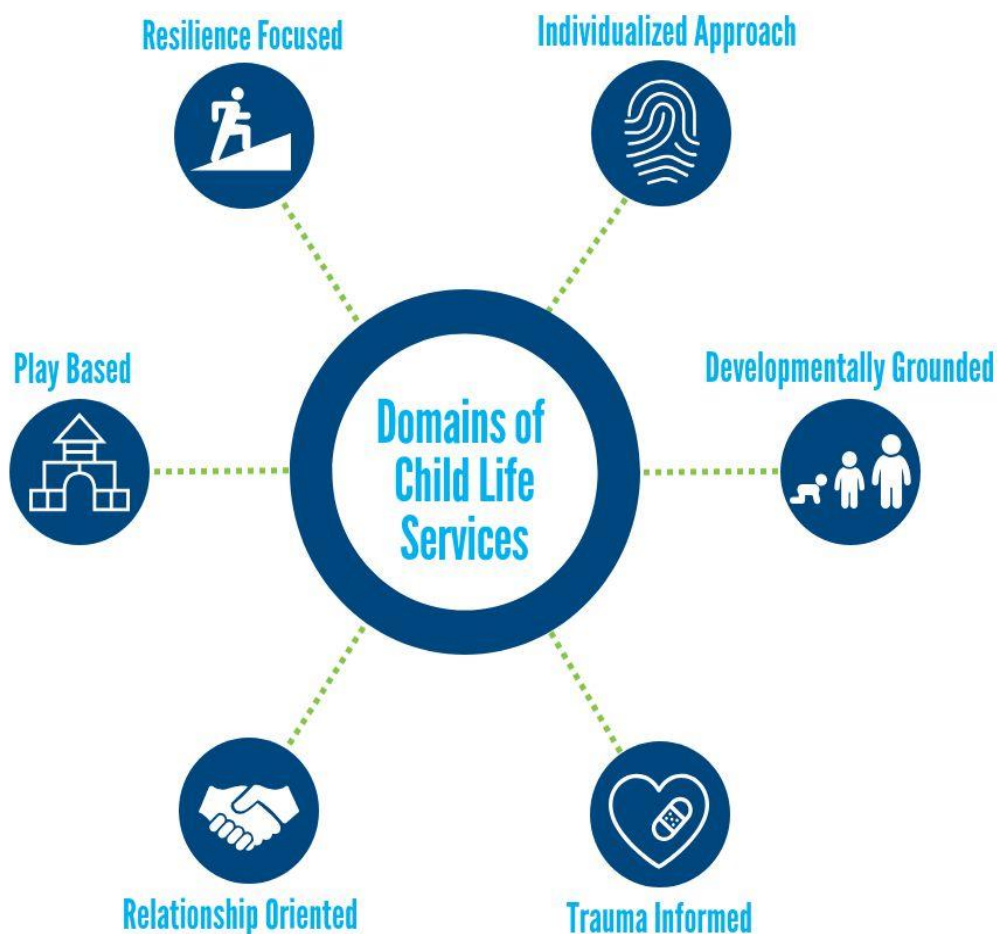 Resilience Focused
Individualized Approach
Play Based
Developmentally Grounded
Domains of
Child Life
Services
Relationship Oriented
Trauma Informed